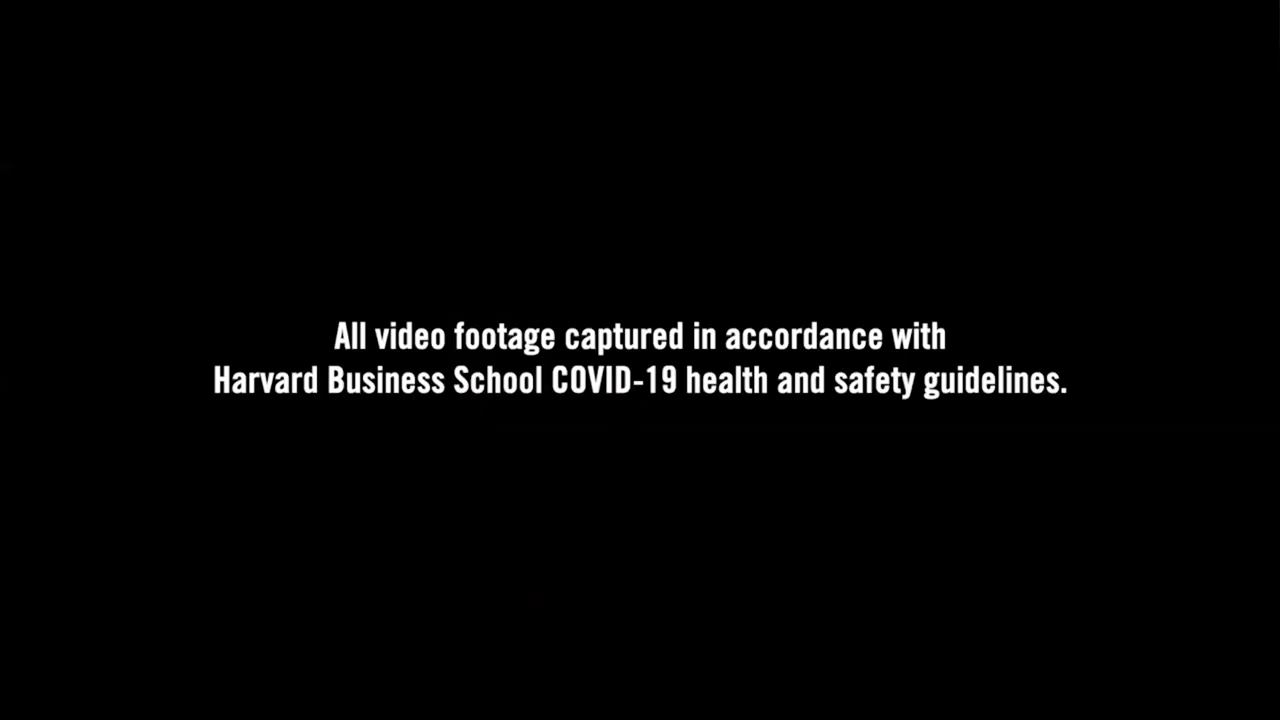 All video footage captured in accordance with
Harvard Business School COVID-19 health and safety guidelines.